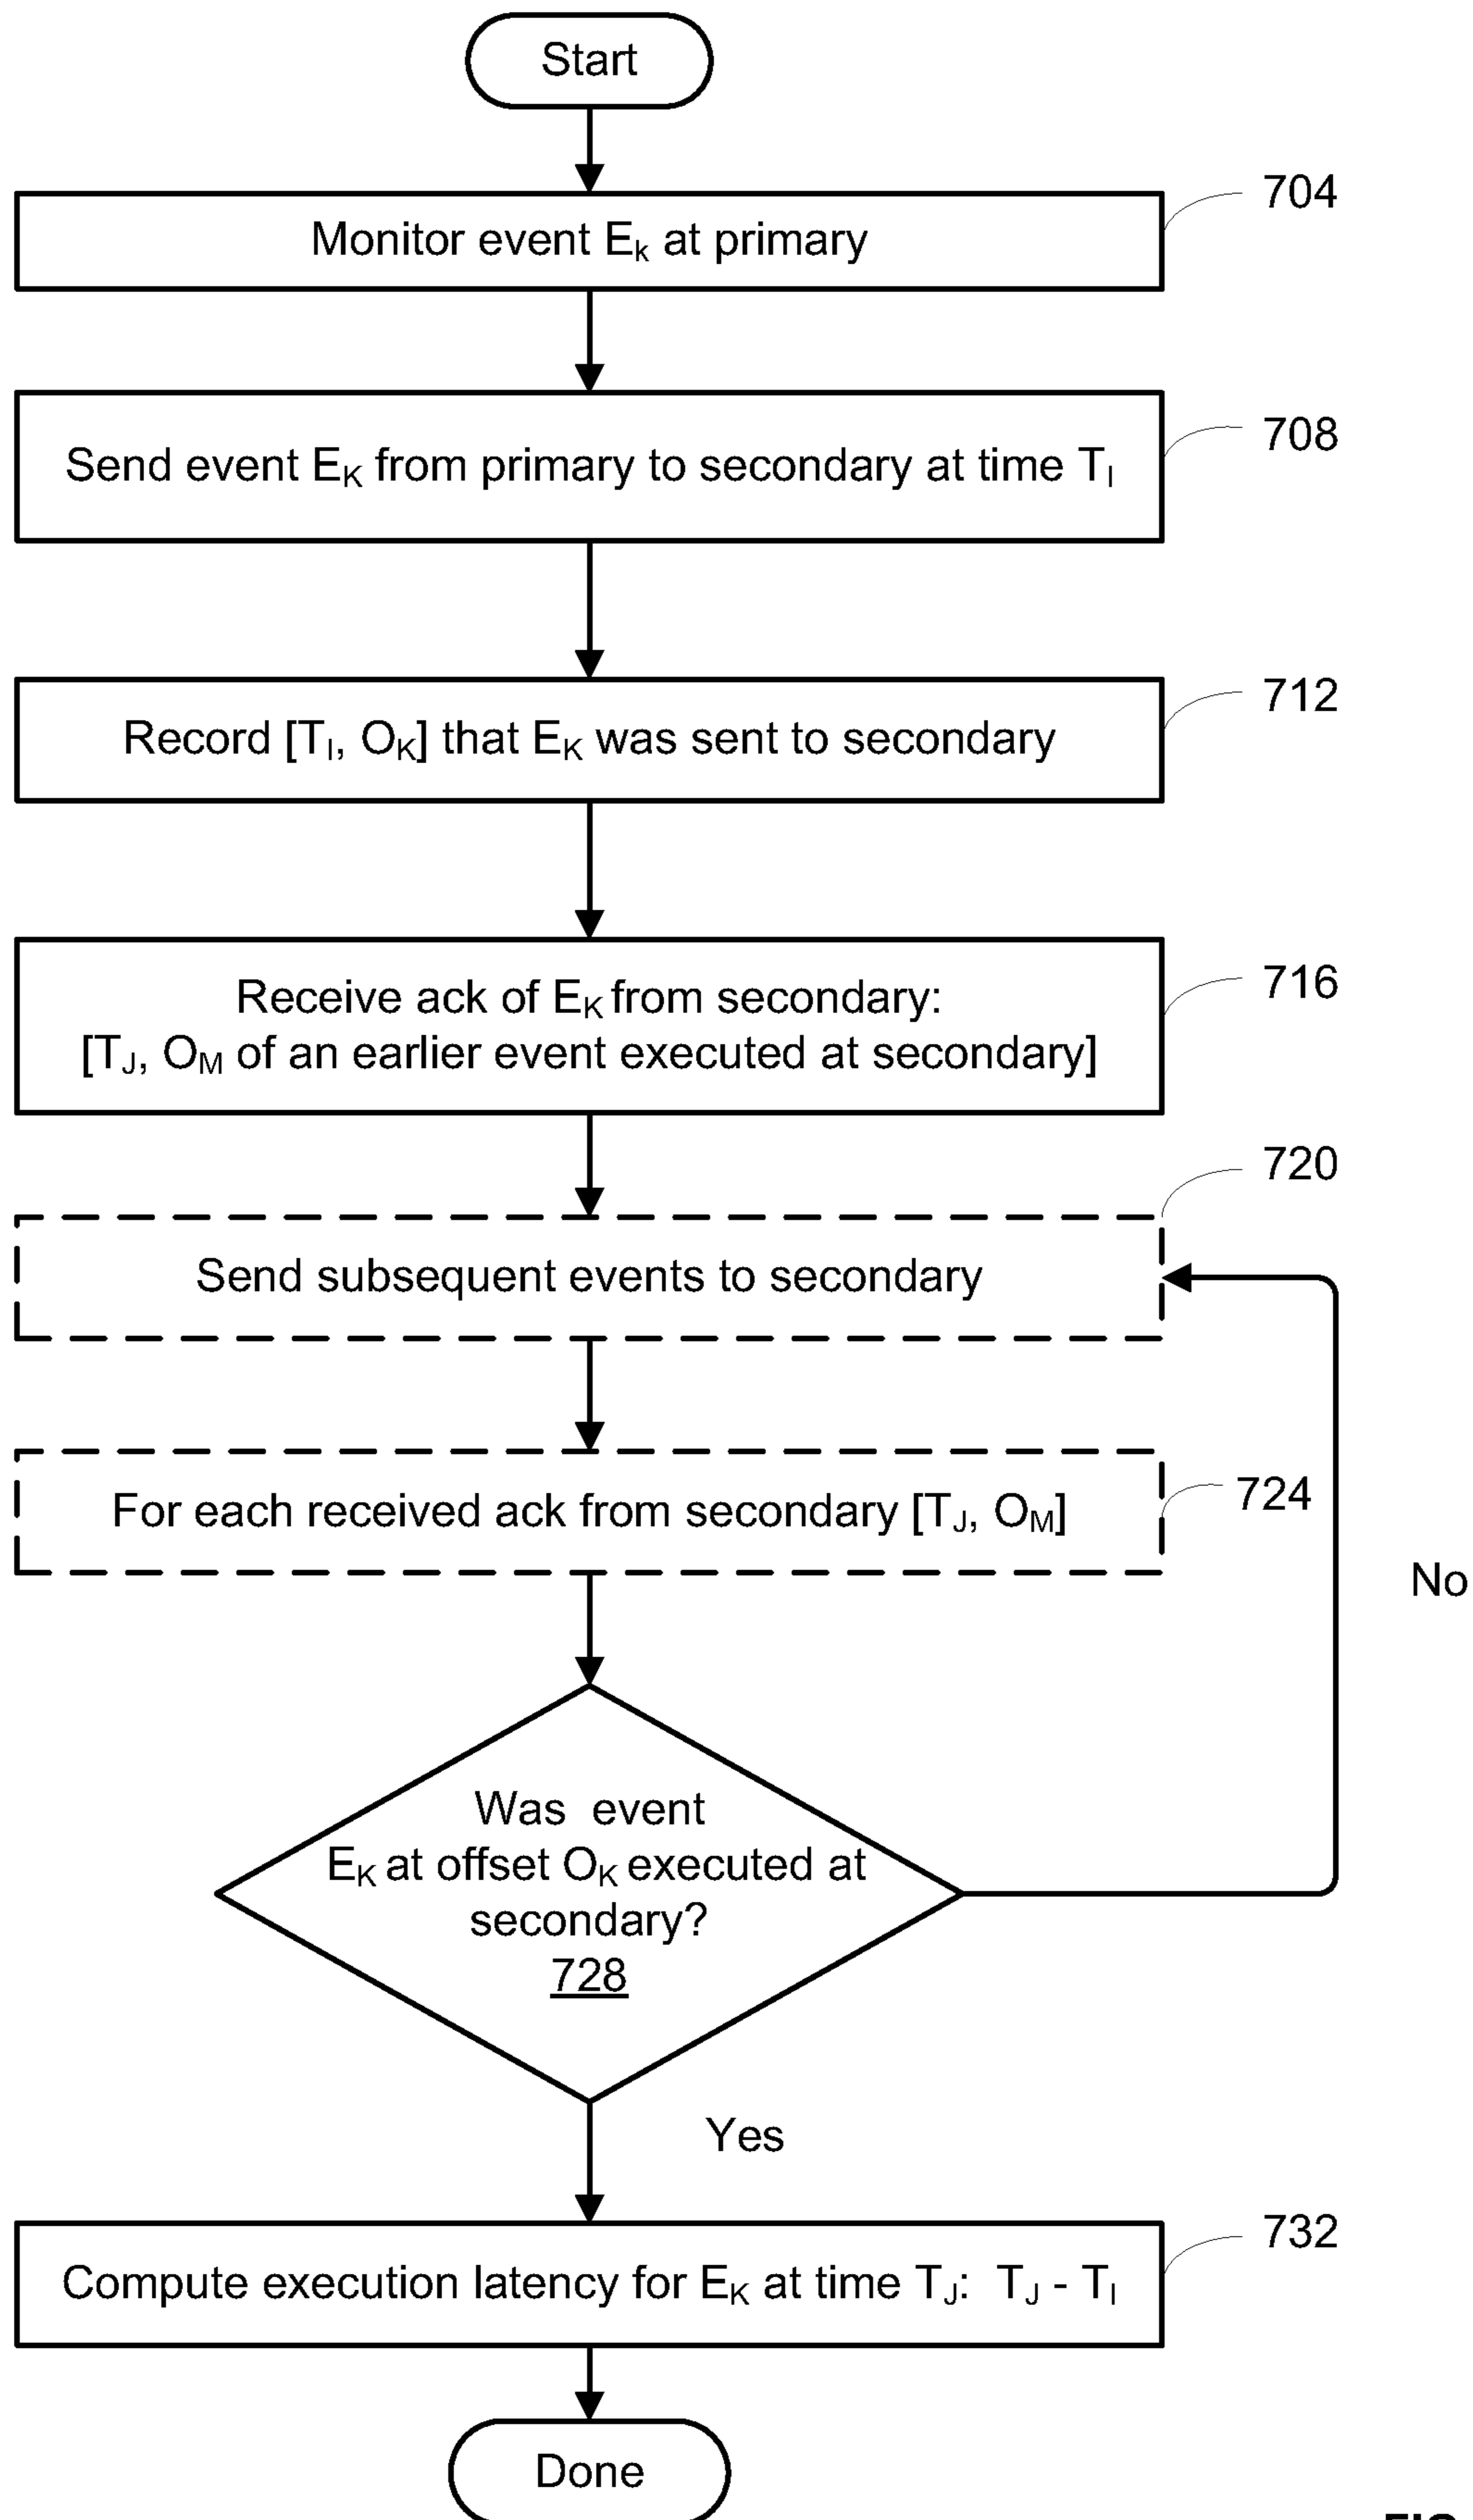 Start
704
Monitor event Ek at primary
708
Send event EK from primary to secondary at time TI
712
Record [TI, OK] that EK was sent to secondary
716
Receive ack of EK from secondary:
[TJ, OM of an earlier event executed at secondary]
720
Send subsequent events to secondary
724
For each received ack from secondary [TJ, OM]
No
Was event
EK at offset OK executed at
secondary?
728
Yes
732
Compute execution latency for EK at time TJ: TJ - TI
Done